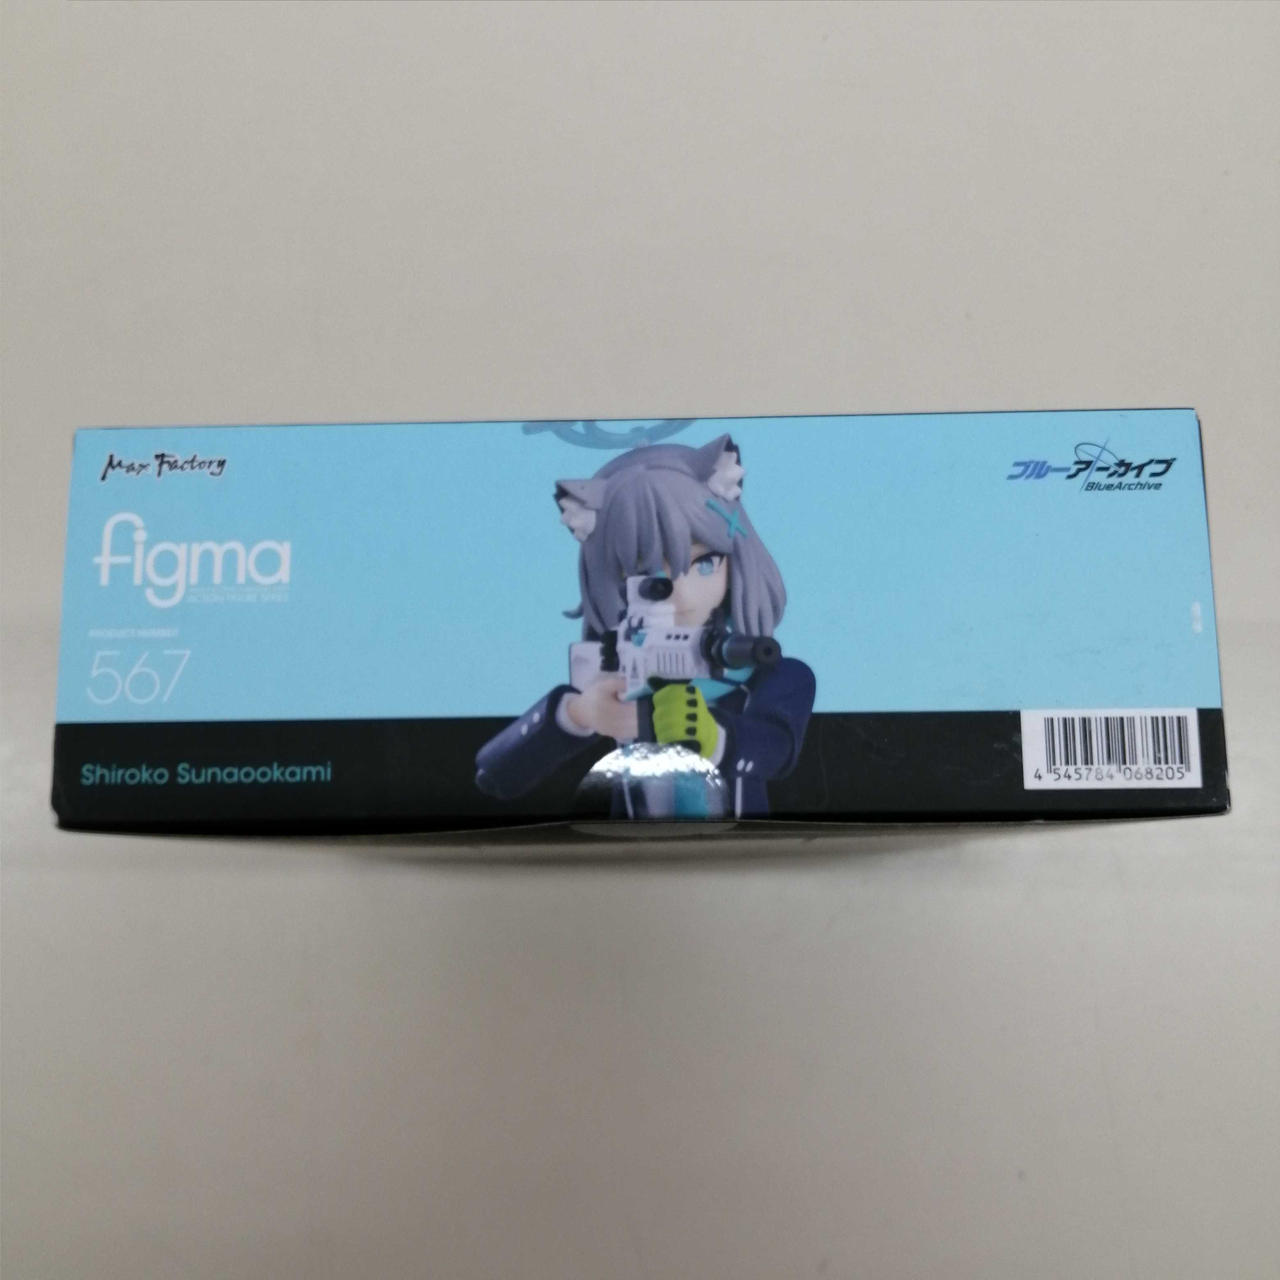 Max Factory
ブルーアーカイブ
BlueArchive
figma
ACTION FIGURE SERIES
PRODUCT NUMBER
567
Shiroko Sunaookami
4 545784 068205